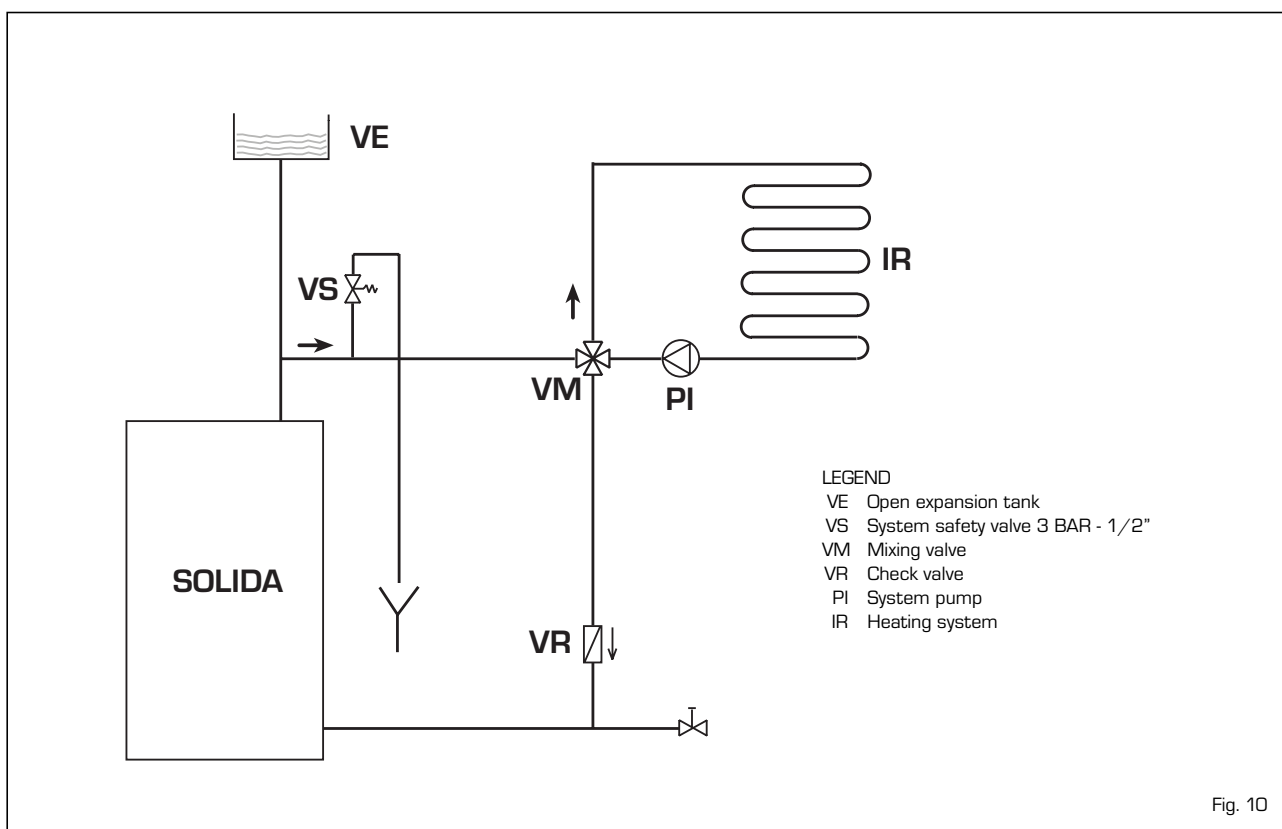 VE
VS
IR
VM
PI
SOLIDA
VR
LEGEND
VE Open expansion tank
VS System safety valve 3 BAR - 1/2”
VM Mixing valve
VR Check valve
PI System pump
IR Heating system
Fig. 10